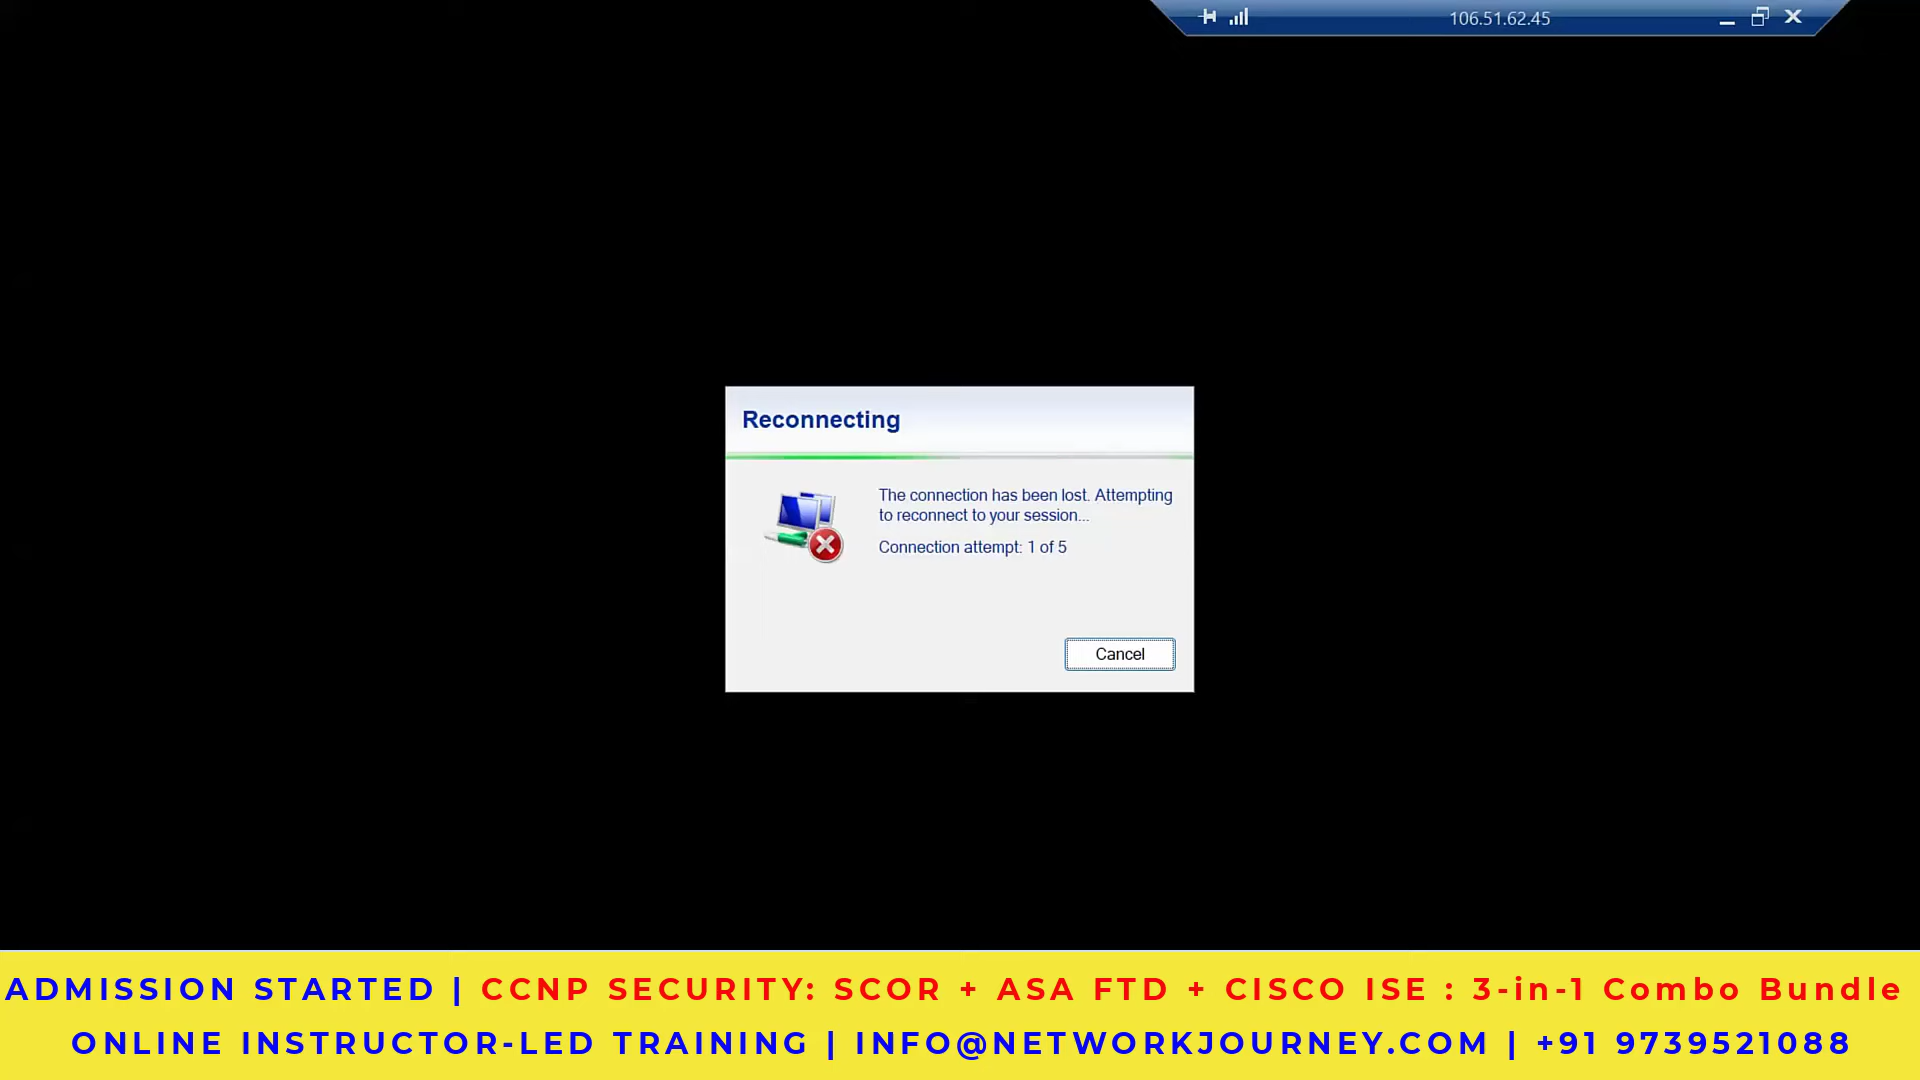 106.51.62.45
Reconnecting
The connection has been lost. Attempting
to reconnect to your session...
Connection attempt: 1 of 5
Cancel
ADMISSION STARTED | CCNP SECURITY: SCOR + ASA FTD + CISCO ISE : 3-in-1 Combo Bundle
ONLINE INSTRUCTOR-LED TRAINING | INFO@NETWORKJOURNEY.COM | +91 9739521088